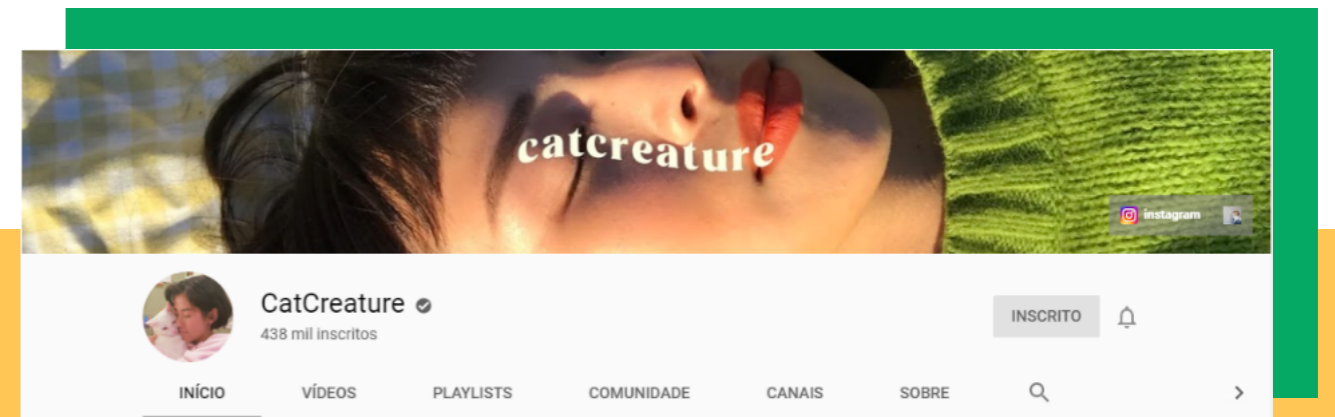 catcreature
instagram
CatCreature
438 mil inscritos
INSCRITO
INÍCIO VÍDEOS PLAYLISTS COMUNIDADE CANAIS SOBRE